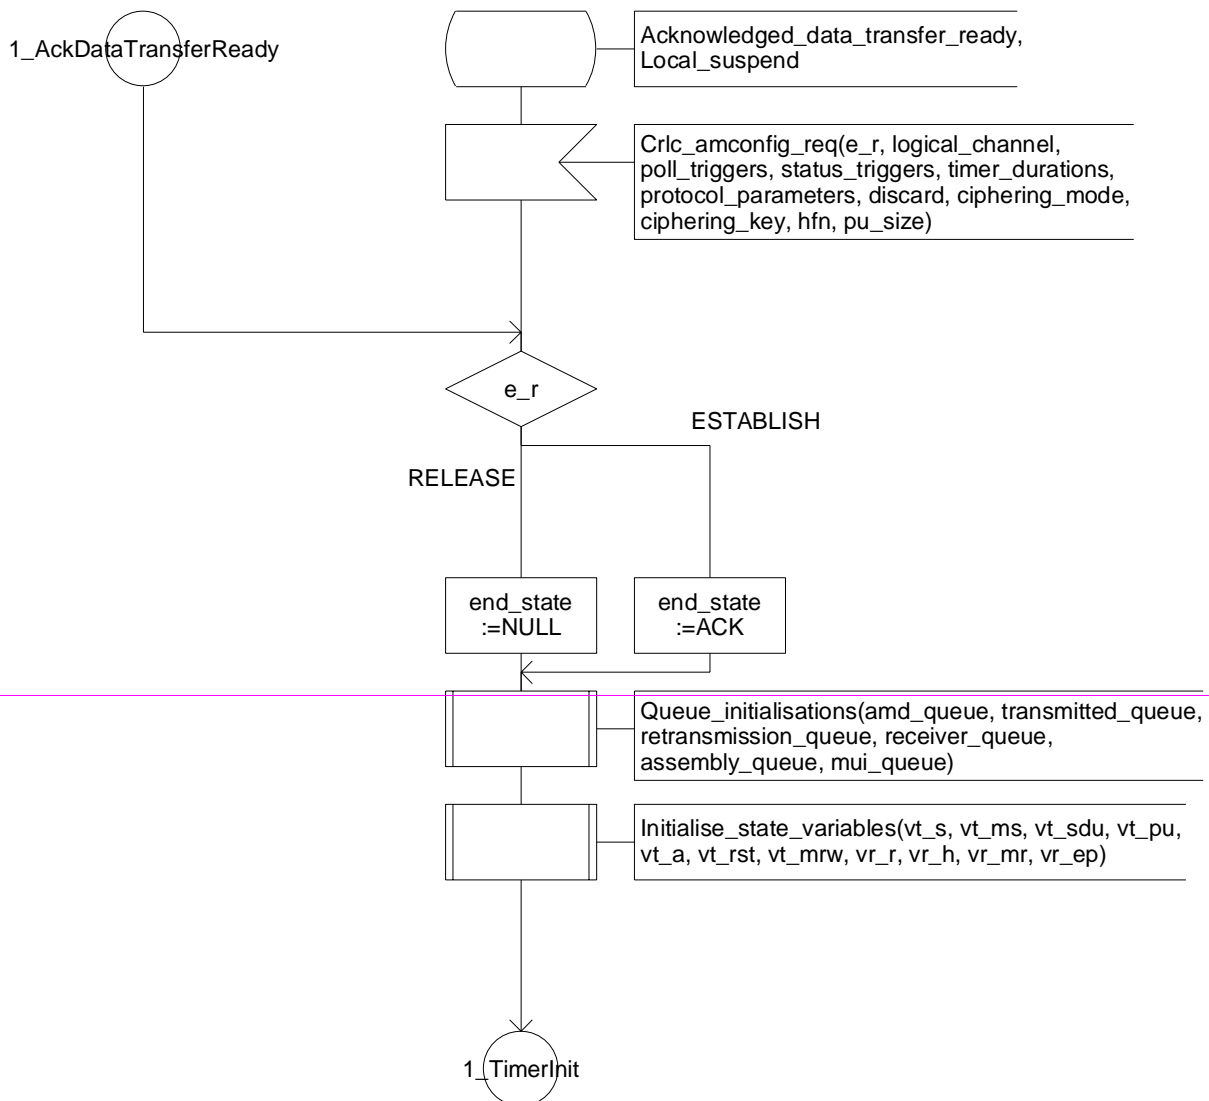 1_AckDataTransferReady
Acknowledged_data_transfer_ready,
Local_suspend
Crlc_amconfig_req(e_r, logical_channel,
poll_triggers, status_triggers, timer_durations,
protocol_parameters, discard, ciphering_mode,
ciphering_key, hfn, pu_size)
e_r
ESTABLISH
RELEASE
end_state
:=NULL
end_state
:=ACK
Queue_initialisations(amd_queue, transmitted_queue,
retransmission_queue, receiver_queue,
assembly_queue, mui_queue)
Initialise_state_variables(vt_s, vt_ms, vt_sdu, vt_pu,
vt_a, vt_rst, vt_mrw, vr_r, vr_h, vr_mr, vr_ep)
1_TimerInit